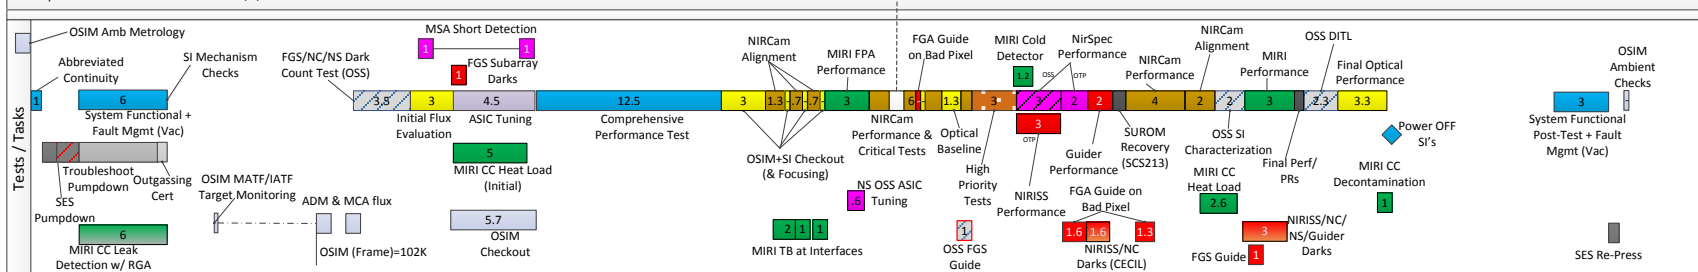 Tests / Tasks
OSIM Amb Metrology
Abbreviated
Continuity
SI Mechanism
Checks
1
6
System Functional +
Fault Mgmt (Vac)
Troubleshoot
Pumpdown
Outgassing
Cert
SES
Pumpdown
6
MIRI CC Leak
Detection w/ RGA
OSIM MATF/IATF
Target Monitoring
ADM & MCA flux
OSIM (Frame)=102K
FGS/NC/NS Dark
Count Test (OSS)
MSA Short Detection
1
1
1
FGS Subarray
Darks
3.5
3
4.5
12.5
Initial Flux
Evaluation
ASIC Tuning
Comprehensive
Performance Test
5
MIRI CC Heat Load
(Initial)
5.7
OSIM
Checkout
NIRCam
Alignment
MIRI FPA
Performance
3
1.3
.7
.7
3
OSIM+SI Checkout
(& Focusing)
NIRCam
Performance &
Critical Tests
.6
NS OSS ASIC
Tuning
2
1
1
MIRI TB at Interfaces
FGA Guide
on Bad Pixel
6
1.3
3
Optical
Baseline
High
Priority
Tests
1
OSS FGS
Guide
MIRI Cold
Detector
1.2
NirSpec
Performance
OSS
OTP
3
2
2
3
OTP
NIRISS
Performance
Guider
Performance
SUROM
Recovery
(SCS213)
FGA Guide on
Bad Pixel
1.6
1.6
1.3
NIRISS/NC
Darks (CECIL)
NIRCam
Performance
4
NIRCam
Alignment
2
2
OSS SI
Characterization
MIRI
Performance
3
OSS DITL
2.3
Final Optical
Performance
3.3
Final Perf/
PRs
MIRI CC
Heat Load
2.6
3
NIRISS/NC/
NS/Guider
Darks
FGS Guide
1
Power OFF
SI's
MIRI CC
Decontamination
1
3
System Functional
Post-Test + Fault
Mgmt (Vac)
OSIM
Ambient
Checks
SES Re-Press